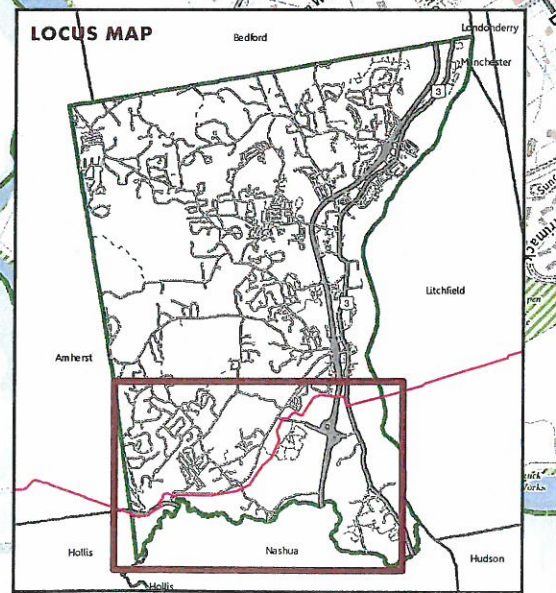 LOCUS MAP
Bedford
Londonderry
Manchester
3
Litchfield
3
Amherst
Hollis
Nashua
Hudson
Hollis